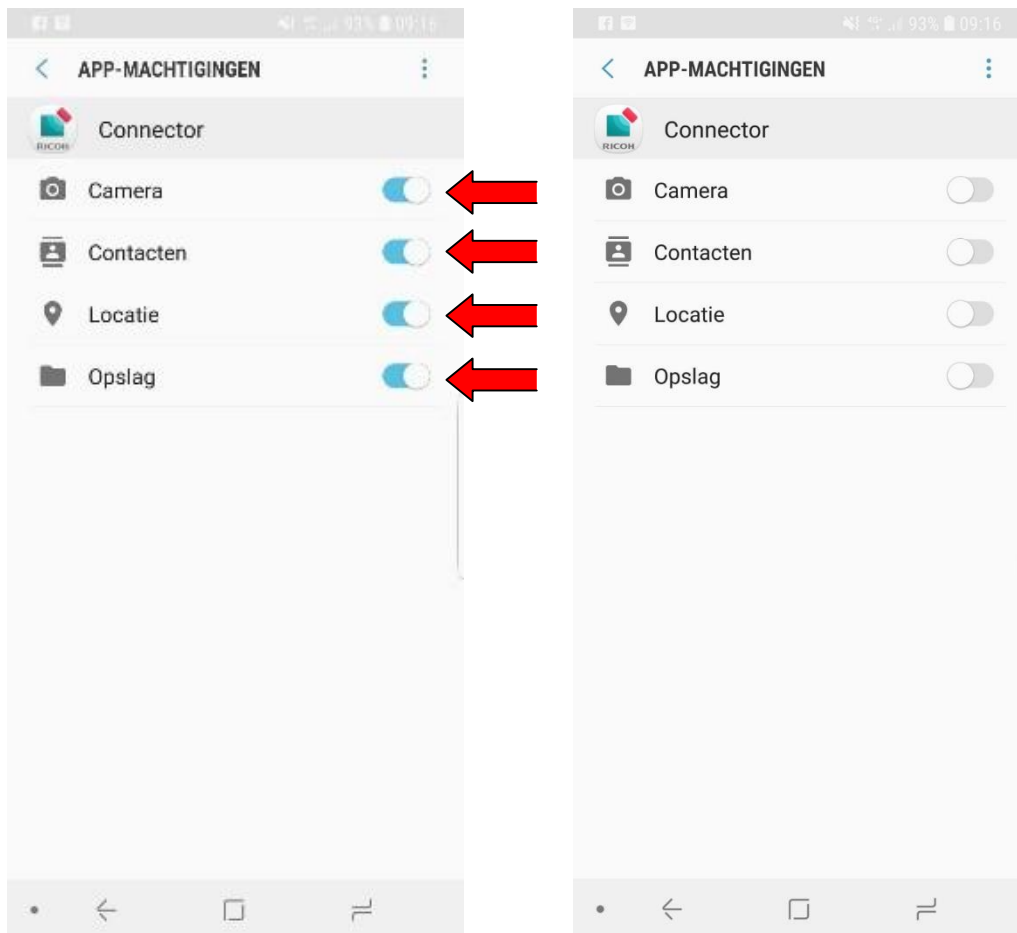 93% 09:16
APP-MACHTIGINGEN
RICOH
Connector
Camera
Contacten
Locatie
Opslag
93% 09:16
APP-MACHTIGINGEN
RICOH
Connector
Camera
Contacten
Locatie
Opslag